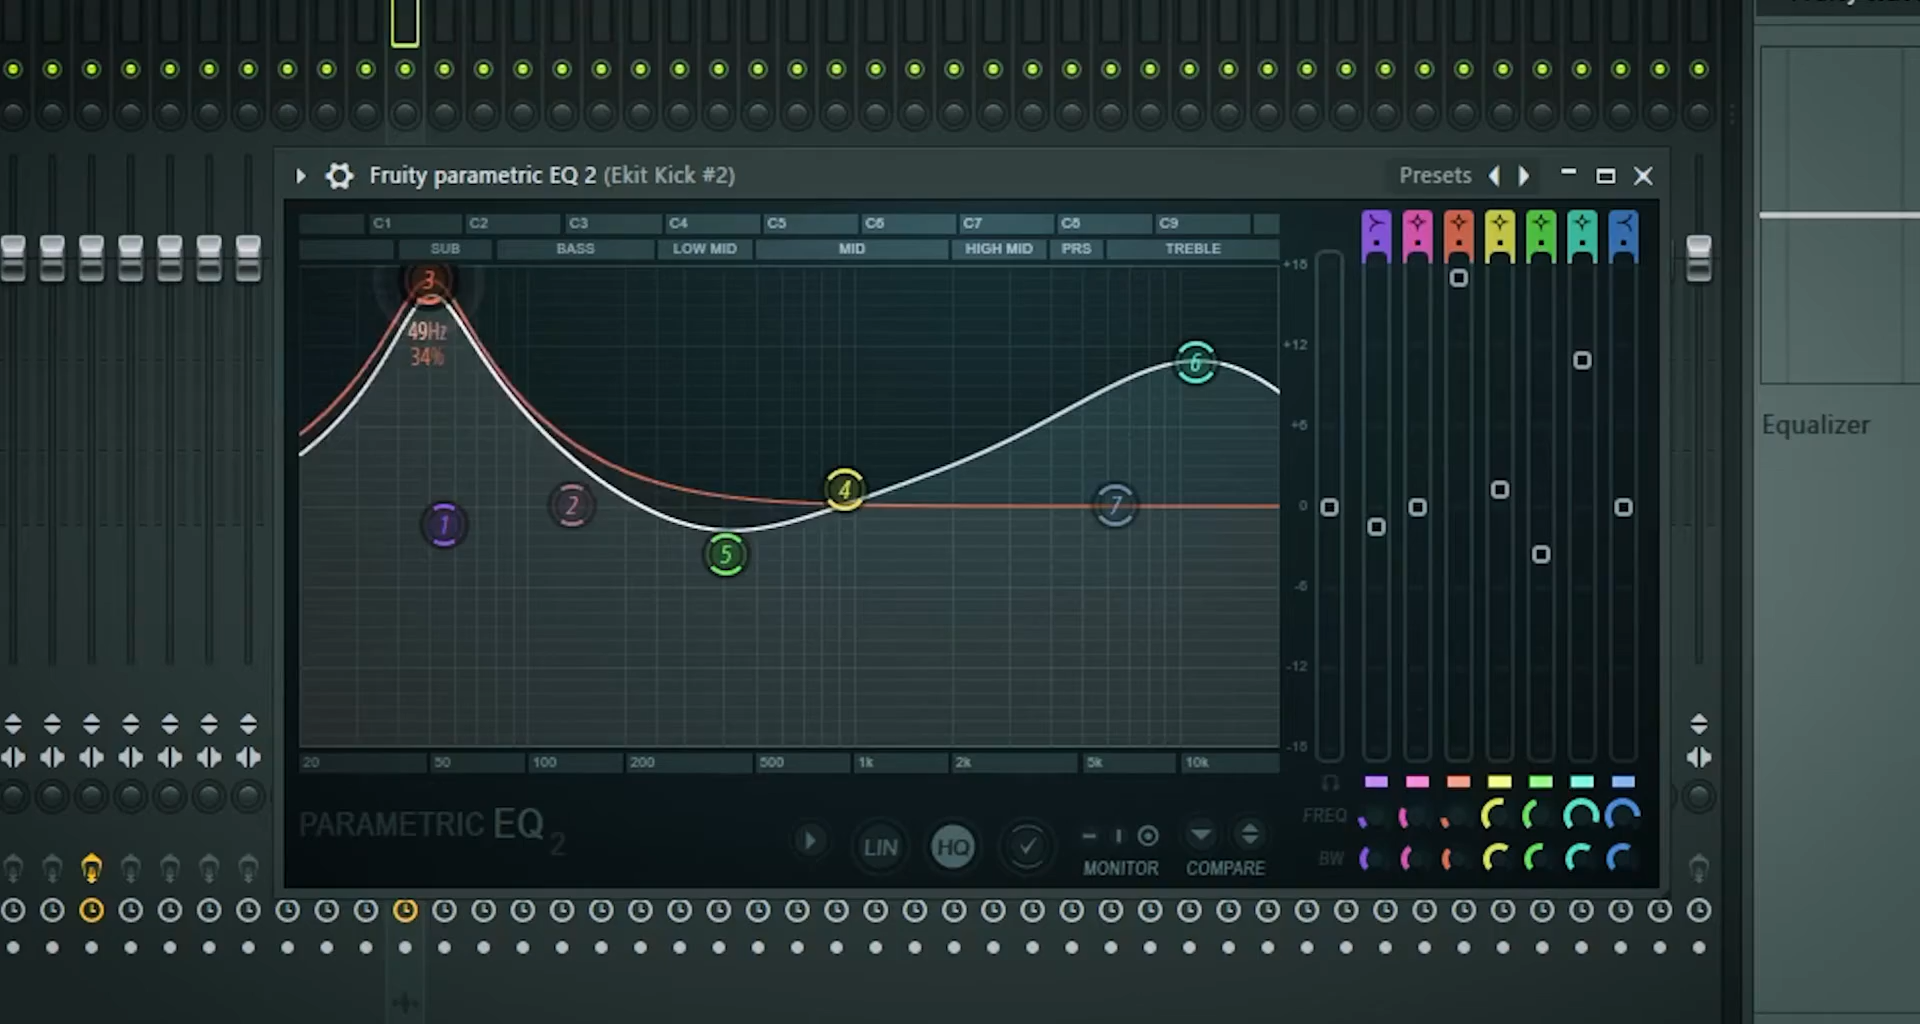 Fruity parametric EQ 2 (Ekit Kick #2)
Presets
C1 C2 C3 C4 C5 C6 C7 C8 C9
SUB BASS LOW MID MID HIGH MID PRS TREBLE
+18
3
49Hz
34%
+12
6
+6
Equalizer
4
2
7
0
1
5
-6
-12
-18
20 50 100 200 500 1k 2k 5k 10k
FREQ
PARAMETRIC EQ 2
LIN
HQ
MONITOR
COMPARE
BW